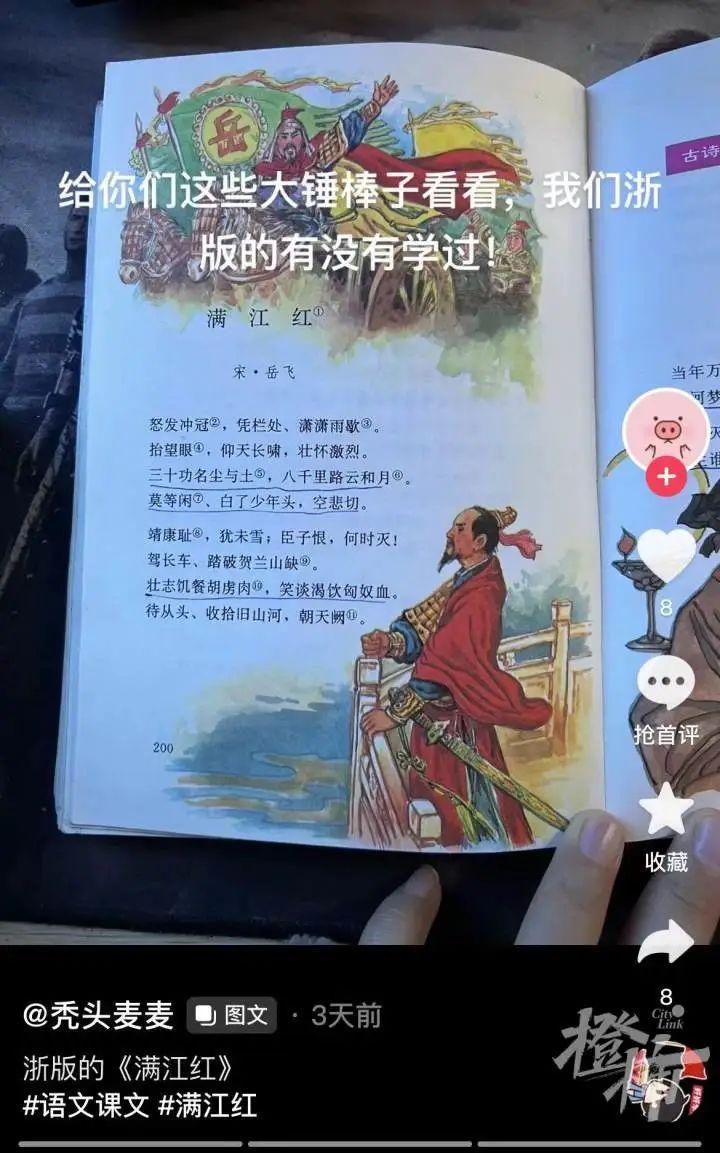 岳
古诗
给你们这些大锤棒子看看，我们浙
版的有没有学过！
满江红①
宋·岳飞
怒发冲冠②，凭栏处、潇潇雨歇③。
抬望眼④，仰天长啸，壮怀激烈。
三十功名尘与土⑤，八千里路云和月⑥。
莫等闲⑦、白了少年头，空悲切。
靖康耻⑧，犹未雪；臣子恨，何时灭！
驾长车、踏破贺兰山缺⑨。
壮志饥餐胡虏肉⑩，笑谈渴饮匈奴血。
待从头、收拾旧山河，朝天阙⑪。
200
当年万
灭
8
抢首评
收藏
8
@秃头麦麦 图文 · 3天前
浙版的《满江红》
#语文课文 #满江红
橙柿
City Link